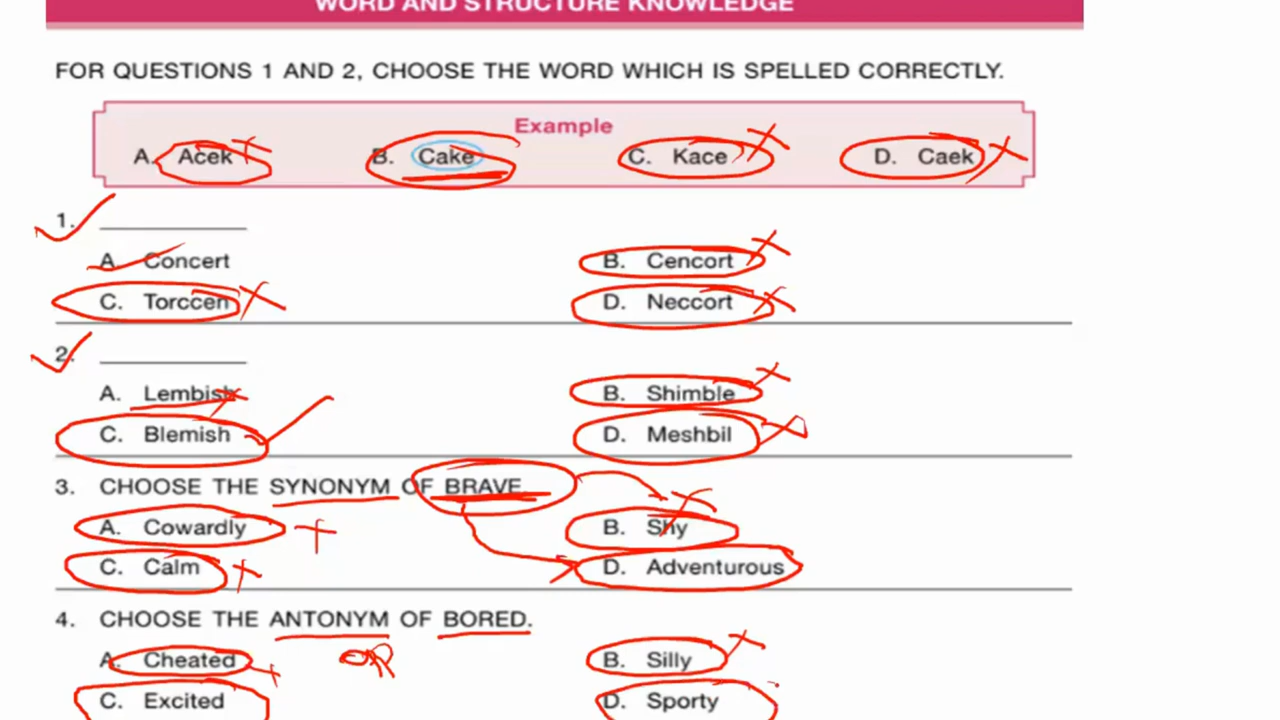 WORD AND STRUCTURE KNOWLEDGE
FOR QUESTIONS 1 AND 2, CHOOSE THE WORD WHICH IS SPELLED CORRECTLY.
Example
A. Acek B. Cake C. Kace D. Caek
1.
A. Concert B. Cencort
C. Torccen D. Neccort
2.
A. Lembish B. Shimble
C. Blemish D. Meshbil
3. CHOOSE THE SYNONYM OF BRAVE.
A. Cowardly B. Shy
C. Calm D. Adventurous
4. CHOOSE THE ANTONYM OF BORED.
A. Cheated B. Silly
C. Excited D. Sporty